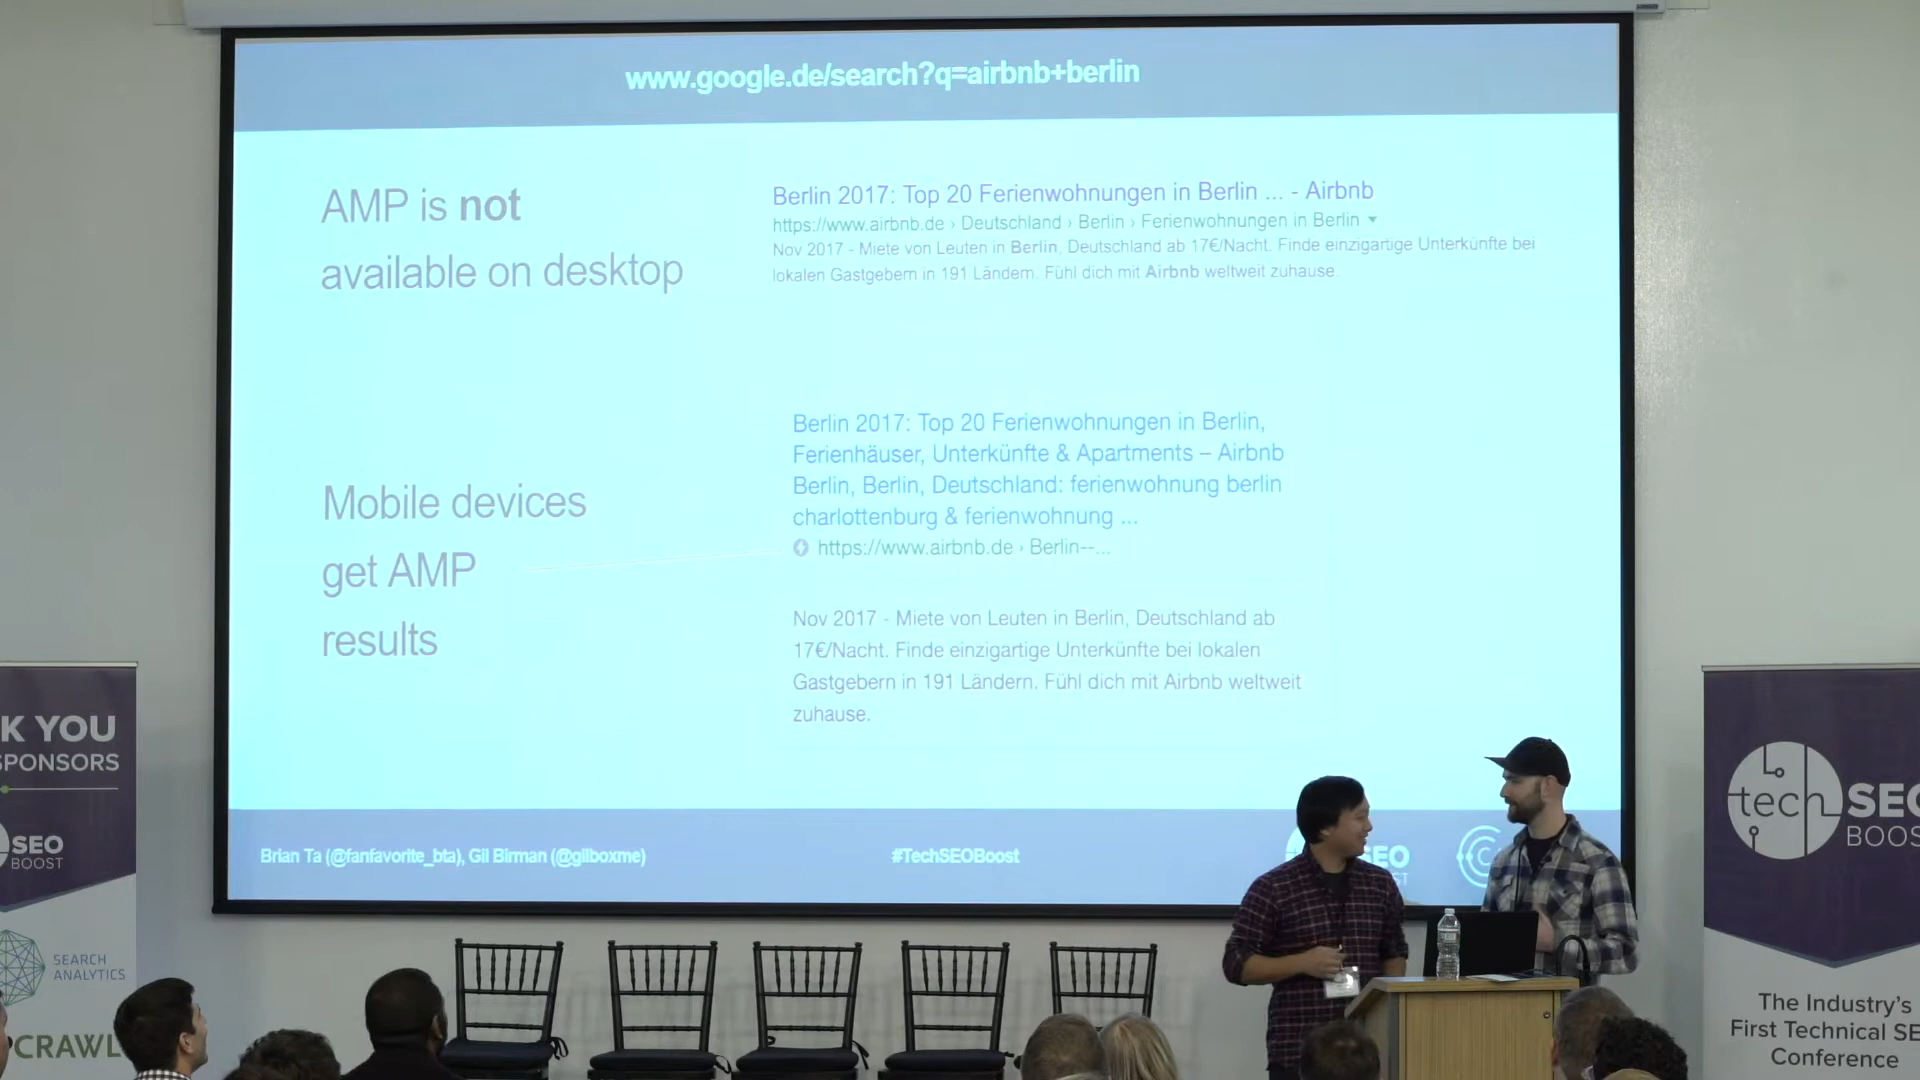 www.google.de/search?q=airbnb+berlin
AMP is not
available on desktop
Berlin 2017: Top 20 Ferienwohnungen in Berlin ... - Airbnb
https://www.airbnb.de › Deutschland › Berlin › Ferienwohnungen in Berlin
Nov 2017 - Miete von Leuten in Berlin, Deutschland ab 17€/Nacht. Finde einzigartige Unterkünfte bei
lokalen Gastgebern in 191 Ländern. Fühl dich mit Airbnb weltweit zuhause.
Mobile devices
get AMP
results
Berlin 2017: Top 20 Ferienwohnungen in Berlin,
Ferienhäuser, Unterkünfte & Apartments – Airbnb
Berlin, Berlin, Deutschland: ferienwohnung berlin
charlottenburg & ferienwohnung ...
https://www.airbnb.de › Berlin--...
Nov 2017 - Miete von Leuten in Berlin, Deutschland ab
17€/Nacht. Finde einzigartige Unterkünfte bei lokalen
Gastgebern in 191 Ländern. Fühl dich mit Airbnb weltweit
zuhause.
Brian Ta (@fanfavorite_bta), Gil Birman (@gilboxme)
#TechSEOBoost
SEO
K YOU
SPONSORS
SEO
BOOST
SEARCH
ANALYTICS
CRAWL
tech SEO
BOOS
The Industry's
First Technical SE
Conference